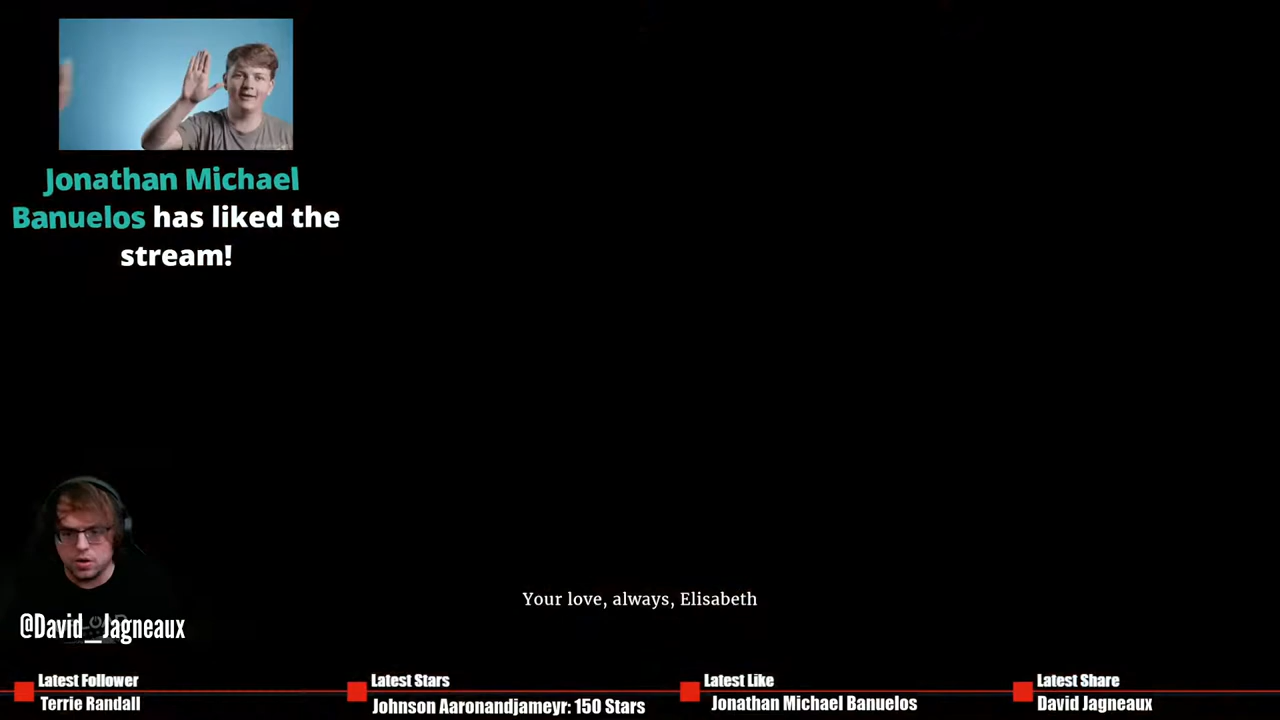 Jonathan Michael
Banuelos has liked the
stream!
Your love, always, Elisabeth
@David_Jagneaux
Latest Follower
Terrie Randall
Latest Stars
Johnson Aaronandjameyr: 150 Stars
Latest Like
Jonathan Michael Banuelos
Latest Share
David Jagneaux